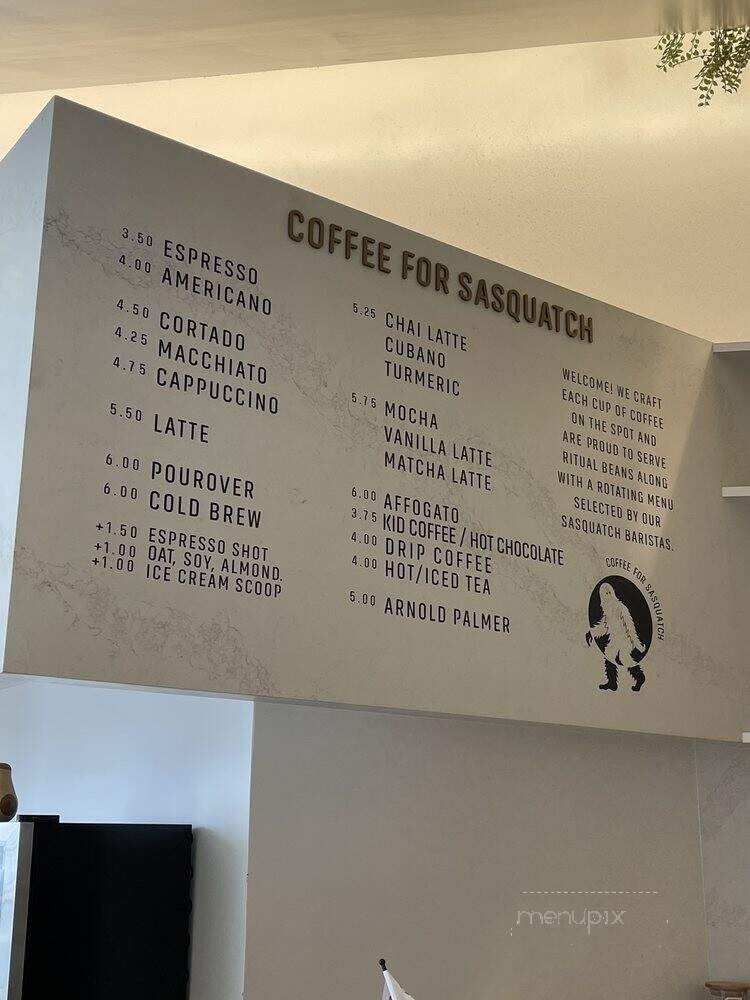 COFFEE FOR SASQUATCH
3.50 ESPRESSO
4.00 AMERICANO
4.50 CORTADO
4.25 MACCHIATO
4.75 CAPPUCCINO
5.50 LATTE
6.00 POUROVER
6.00 COLD BREW
+1.50 ESPRESSO SHOT
+1.00 OAT, SOY, ALMOND.
+1.00 ICE CREAM SCOOP
5.25 CHAI LATTE
CUBANO
TURMERIC
5.75 MOCHA
VANILLA LATTE
MATCHA LATTE
6.00 AFFOGATO
3.75 KID COFFEE / HOT CHOCOLATE
4.00 DRIP COFFEE
4.00 HOT/ICED TEA
5.00 ARNOLD PALMER
WELCOME! WE CRAFT
EACH CUP OF COFFEE
ON THE SPOT AND
ARE PROUD TO SERVE
RITUAL BEANS ALONG
WITH A ROTATING MENU
SELECTED BY OUR
SASQUATCH BARISTAS.
COFFEE FOR SASQUATCH
menupix